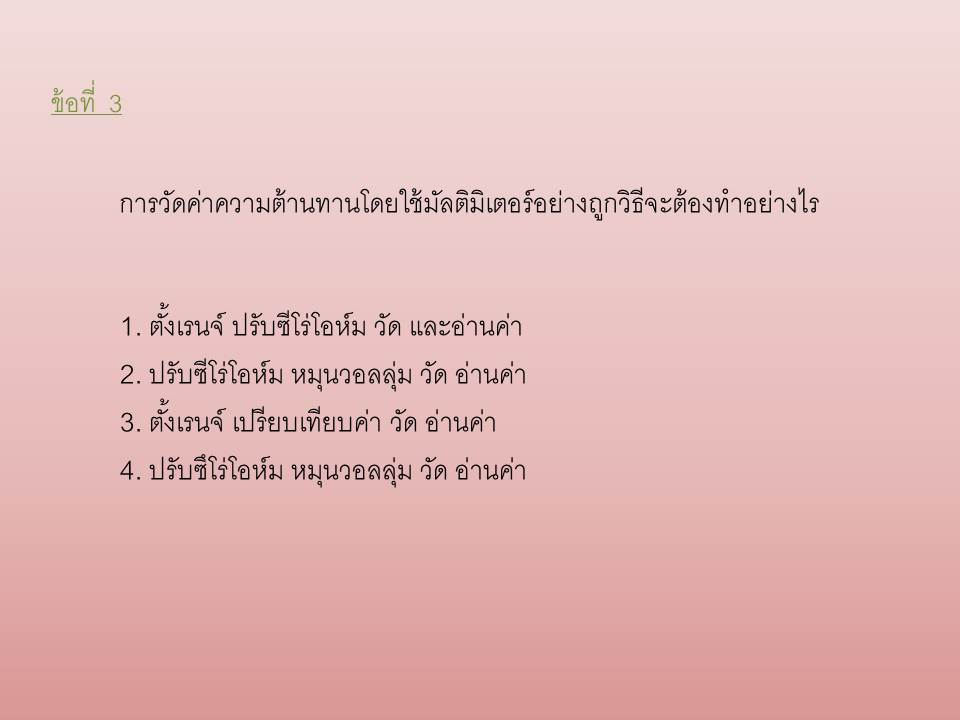 ข้อที่ 3
การวัดค่าความต้านทานโดยใช้มัลติมิเตอร์อย่างถูกวิธีจะต้องทำอย่างไร
1. ตั้งเรนจ์ ปรับซีโร่โอห์ม วัด และอ่านค่า
2. ปรับซีโร่โอห์ม หมุนวอลลุ่ม วัด อ่านค่า
3. ตั้งเรนจ์ เปรียบเทียบค่า วัด อ่านค่า
4. ปรับซึโร่โอห์ม หมุนวอลลุ่ม วัด อ่านค่า